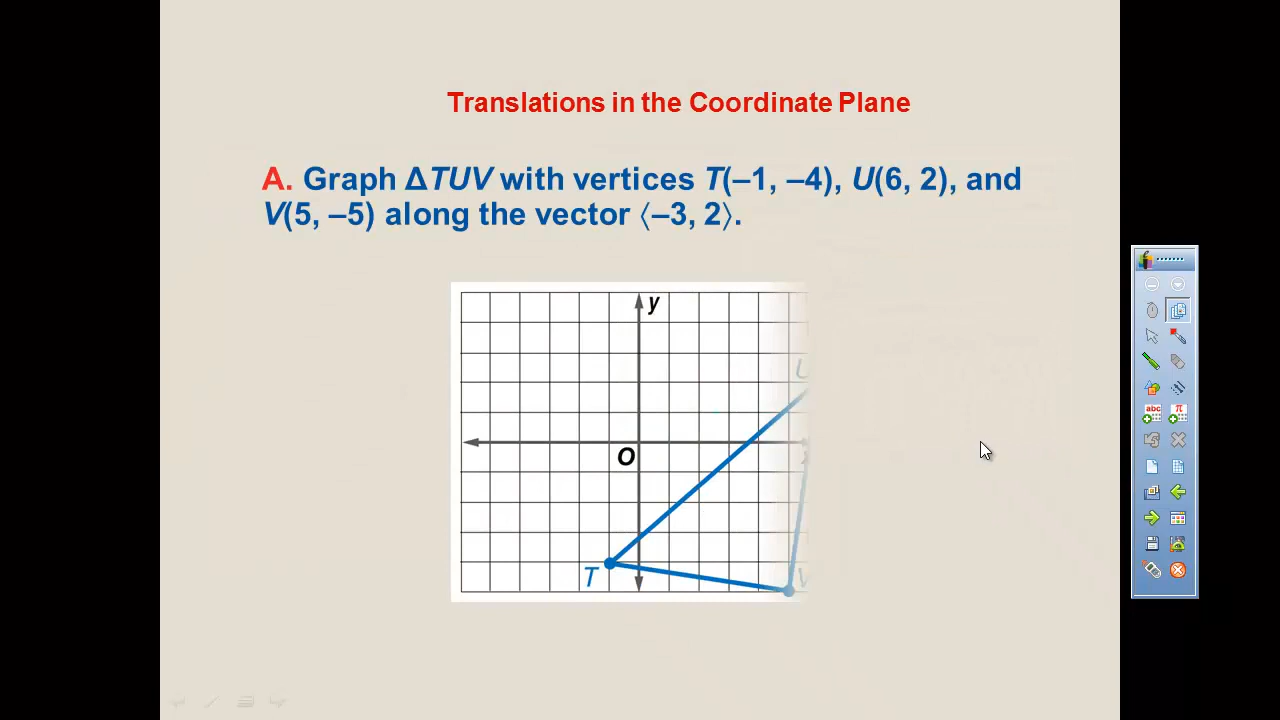 Translations in the Coordinate Plane
A. Graph ΔTUV with vertices T(–1, –4), U(6, 2), and
V(5, –5) along the vector ⟨–3, 2⟩.
y
U
O
x
T
V
abc
π